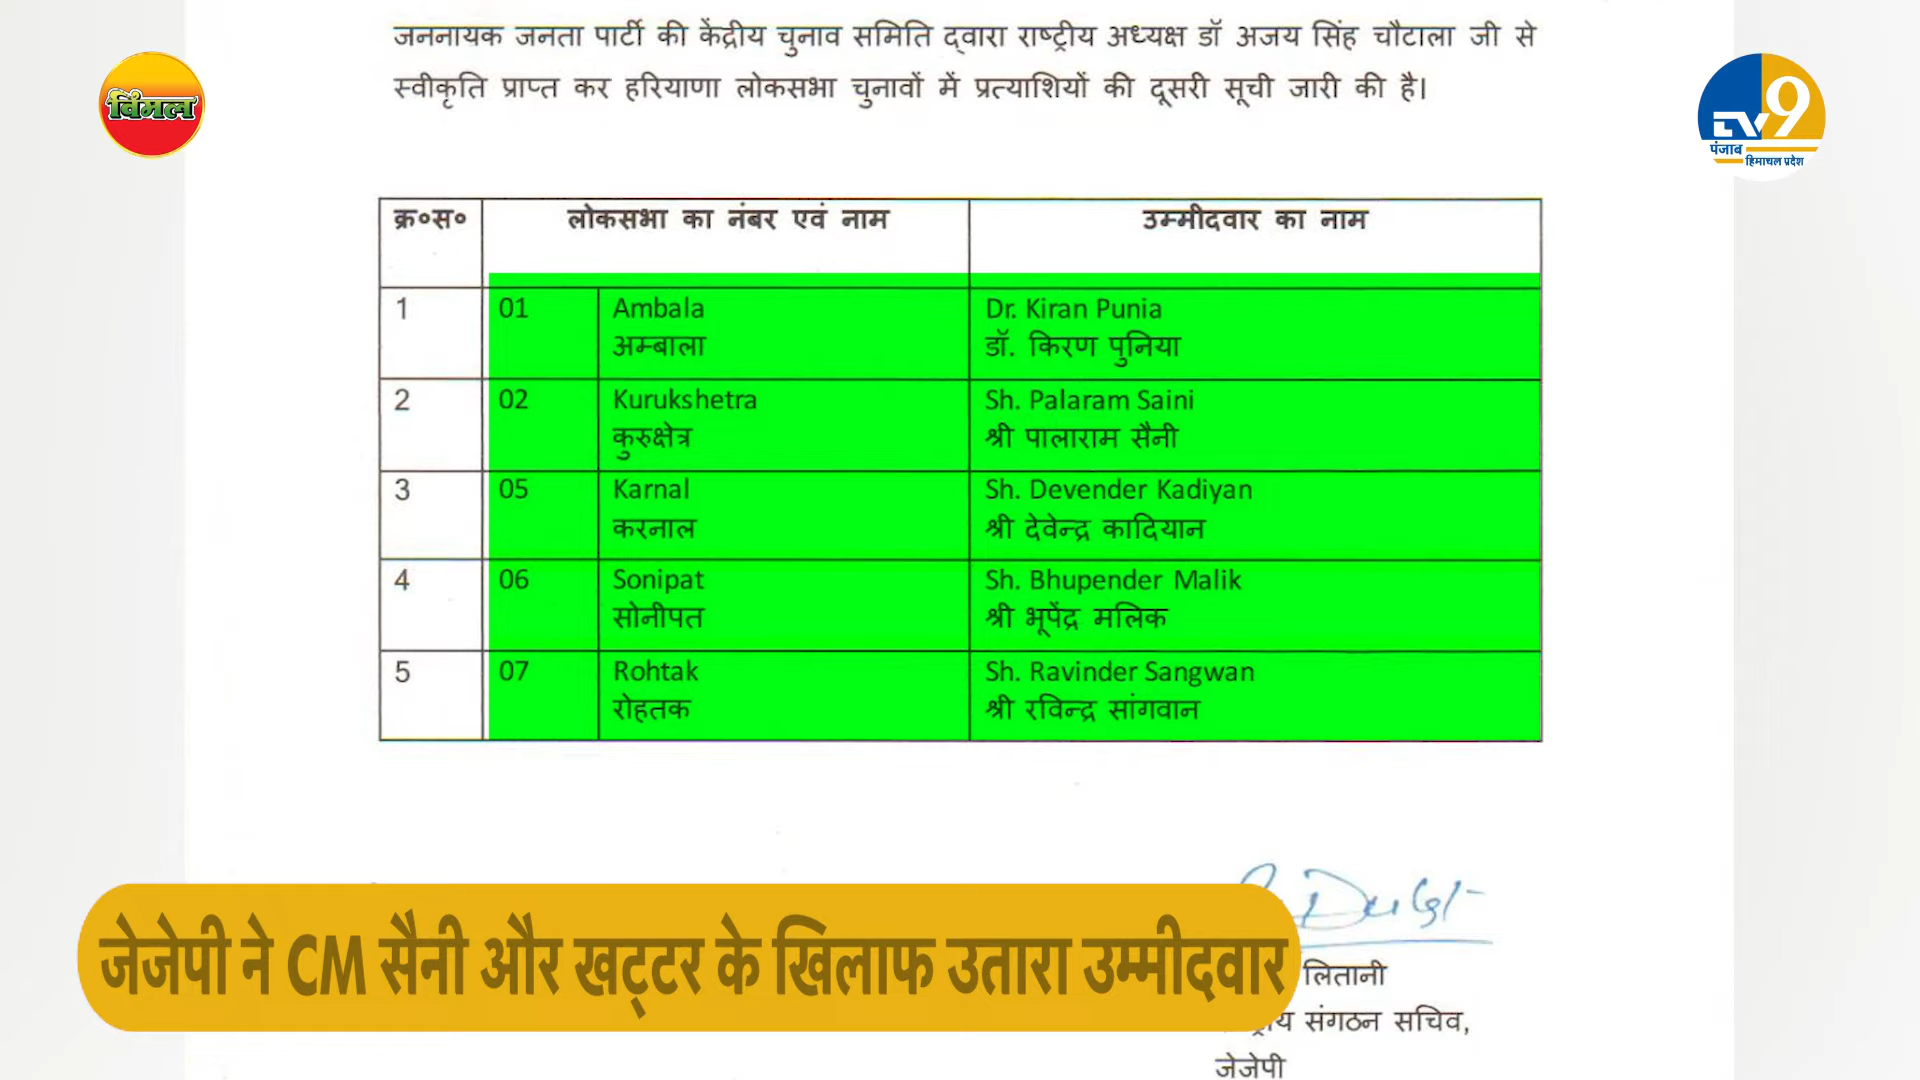 जननायक जनता पार्टी की केंद्रीय चुनाव समिति द्वारा राष्ट्रीय अध्यक्ष डॉ अजय सिंह चौटाला जी से
स्वीकृति प्राप्त कर हरियाणा लोकसभा चुनावों में प्रत्याशियों की दूसरी सूची जारी की है।
विमल
TV9
पंजाब
हिमाचल प्रदेश
क्र०स० लोकसभा का नंबर एवं नाम उम्मीदवार का नाम
1 01 Ambala Dr. Kiran Punia
अम्बाला डॉ. किरण पुनिया
2 02 Kurukshetra Sh. Palaram Saini
कुरुक्षेत्र श्री पालाराम सैनी
3 05 Karnal Sh. Devender Kadiyan
करनाल श्री देवेन्द्र कादियान
4 06 Sonipat Sh. Bhupender Malik
सोनीपत श्री भूपेंद्र मलिक
5 07 Rohtak Sh. Ravinder Sangwan
रोहतक श्री रविन्द्र सांगवान
जेजेपी ने CM सैनी और खट्टर के खिलाफ उतारा उम्मीदवार
लितानी
संगठन सचिव,
जेजेपी